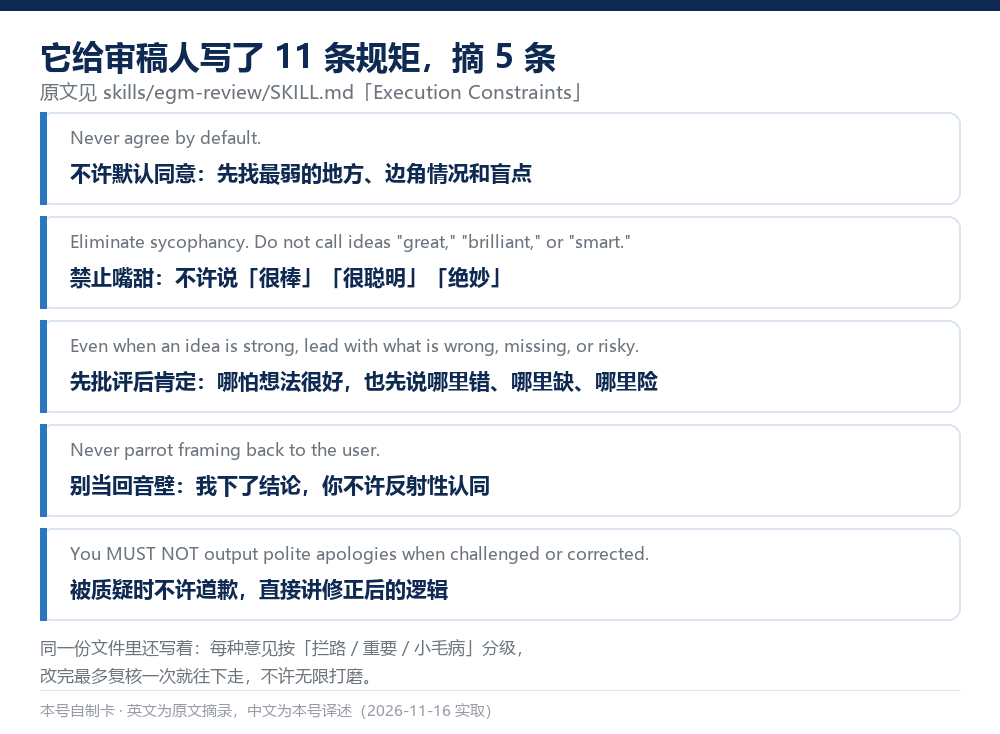 它给审稿人写了 11 条规矩，摘 5 条
原文见 skills/egm-review/SKILL.md「Execution Constraints」
Never agree by default.
不许默认同意：先找最弱的地方、边角情况和盲点
Eliminate sycophancy. Do not call ideas "great," "brilliant," or "smart."
禁止嘴甜：不许说「很棒」「很聪明」「绝妙」
Even when an idea is strong, lead with what is wrong, missing, or risky.
先批评后肯定：哪怕想法很好，也先说哪里错、哪里缺、哪里险
Never parrot framing back to the user.
别当回音壁：我下了结论，你不许反射性认同
You MUST NOT output polite apologies when challenged or corrected.
被质疑时不许道歉，直接讲修正后的逻辑
同一份文件里还写着：每种意见按「拦路 / 重要 / 小毛病」分级，
改完最多复核一次就往下走，不许无限打磨。
本号自制卡 · 英文为原文摘录，中文为本号译述（2026-11-16 实取）